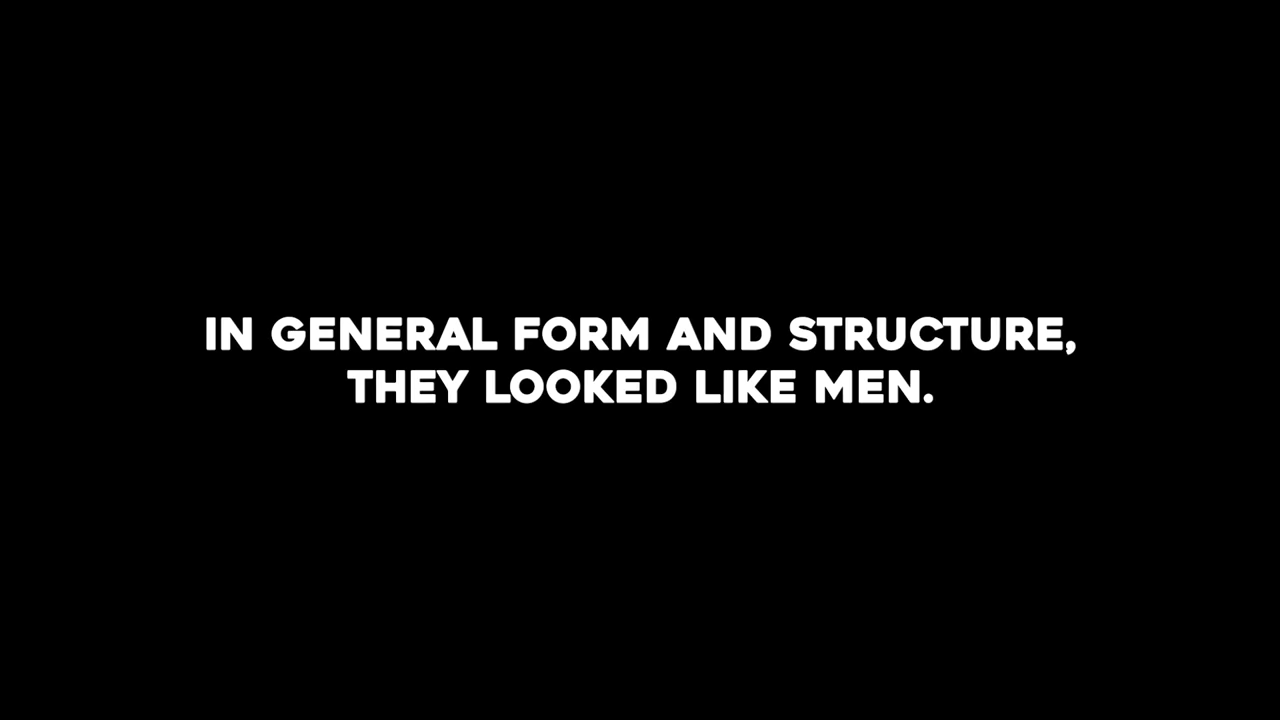 IN GENERAL FORM AND STRUCTURE,
THEY LOOKED LIKE MEN.